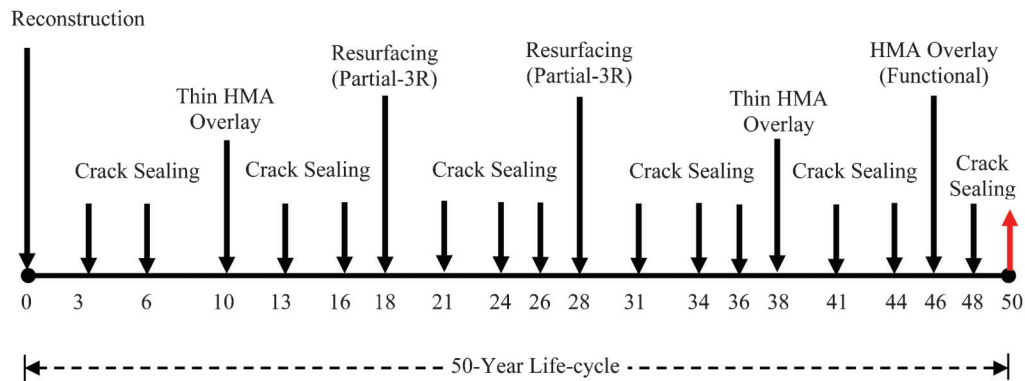 Reconstruction
Resurfacing
(Partial-3R)
Resurfacing
(Partial-3R)
HMA Overlay
(Functional)
Thin HMA
Overlay
Thin HMA
Overlay
Crack Sealing
Crack Sealing
Crack Sealing
Crack Sealing
Crack Sealing
Crack
Sealing
0 3 6 10 13 16 18 21 24 26 28 31 34 36 38 41 44 46 48 50
50-Year Life-cycle